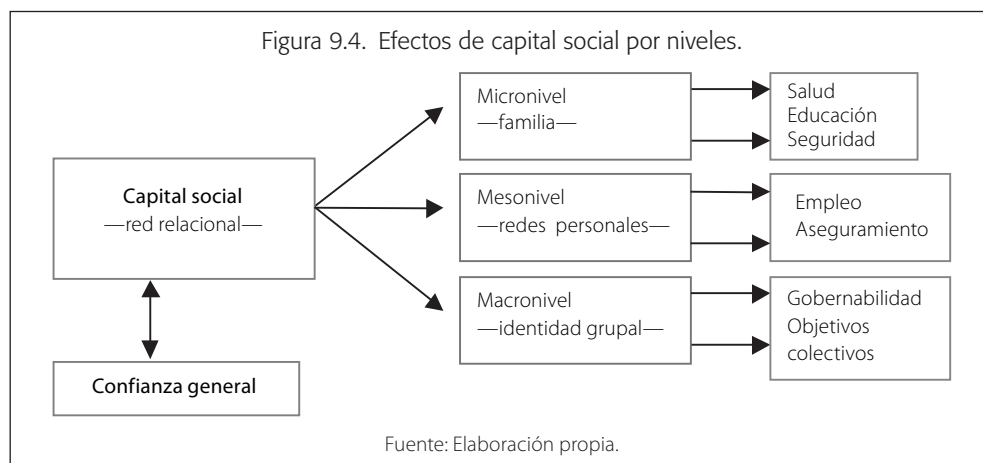 Figura 9.4. Efectos de capital social por niveles.
Capital social
—red relacional—
Confianza general
Micronivel
—familia—
Mesonivel
—redes personales—
Macronivel
—identidad grupal—
Salud
Educación
Seguridad
Empleo
Aseguramiento
Gobernabilidad
Objetivos
colectivos
Fuente: Elaboración propia.